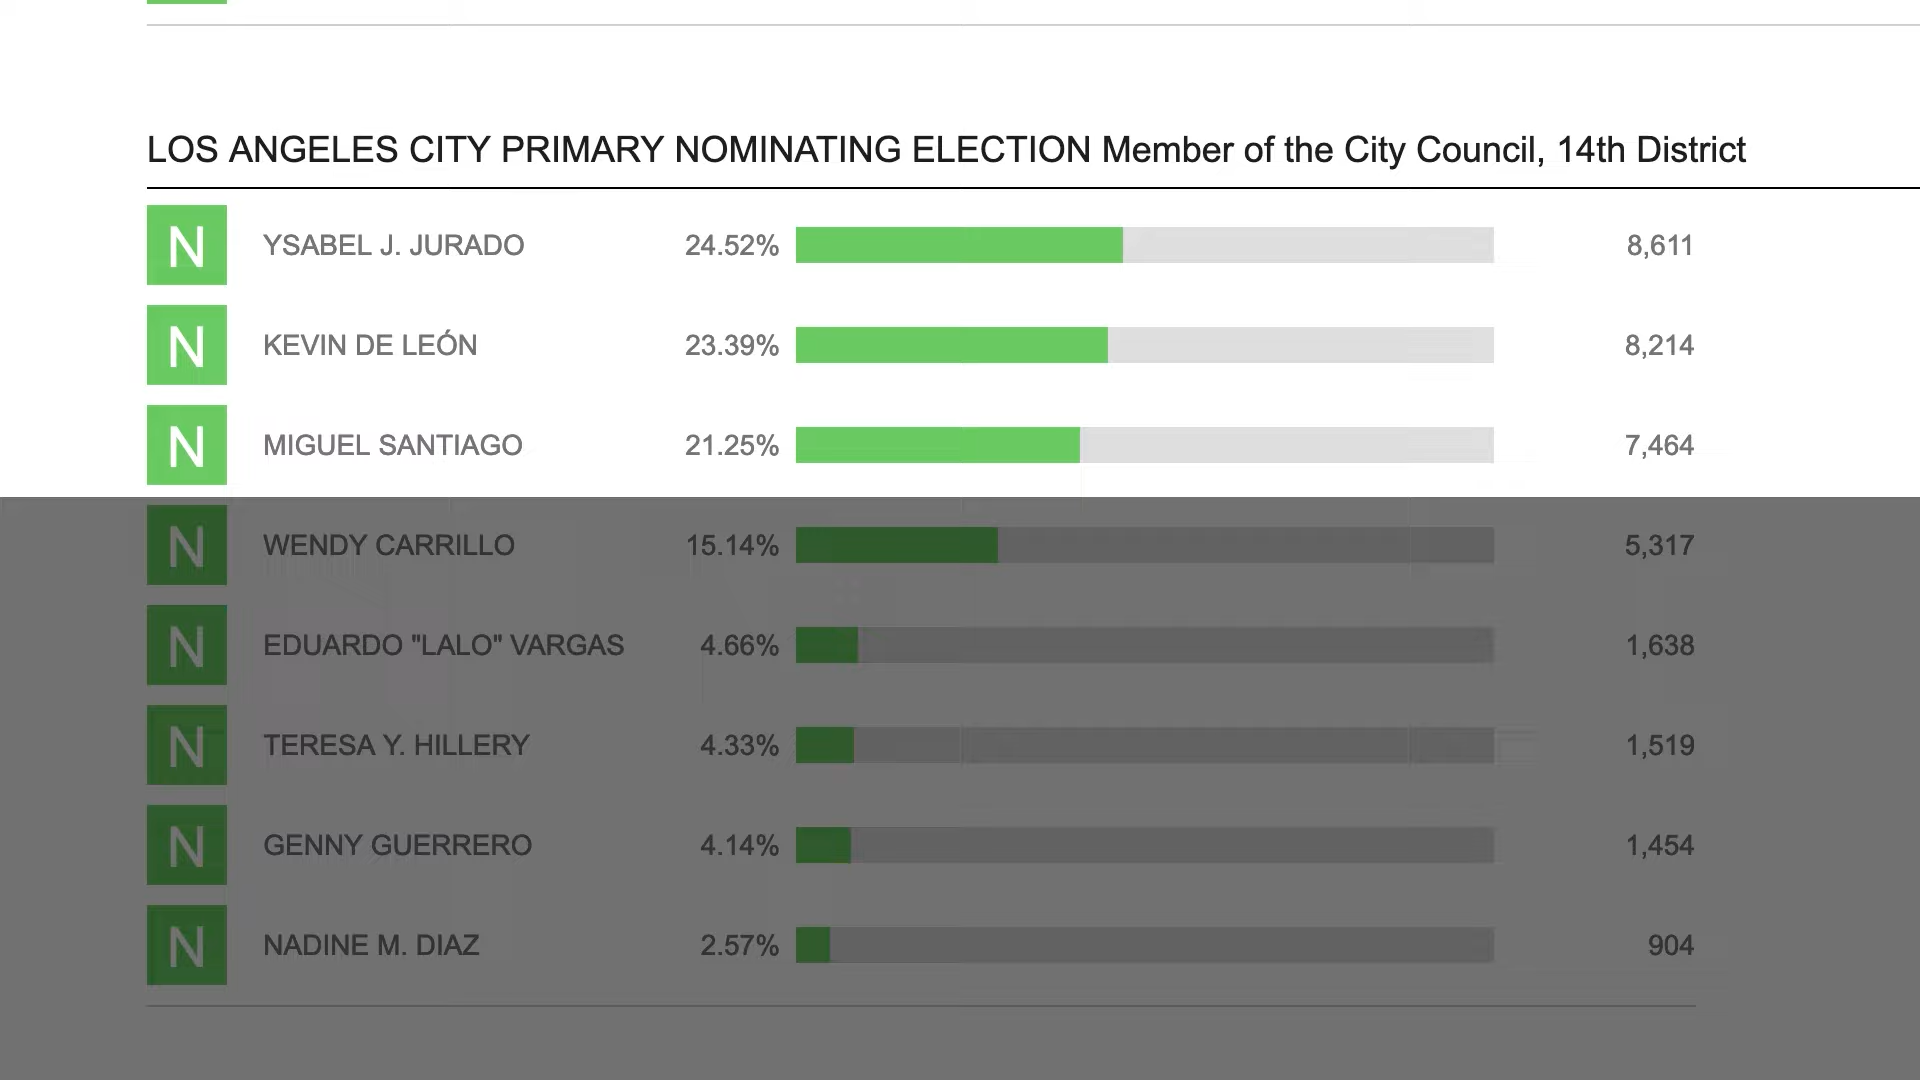 LOS ANGELES CITY PRIMARY NOMINATING ELECTION Member of the City Council, 14th District
N YSABEL J. JURADO 24.52% 8,611
N KEVIN DE LEÓN 23.39% 8,214
N MIGUEL SANTIAGO 21.25% 7,464
N WENDY CARRILLO 15.14% 5,317
N EDUARDO "LALO" VARGAS 4.66% 1,638
N TERESA Y. HILLERY 4.33% 1,519
N GENNY GUERRERO 4.14% 1,454
N NADINE M. DIAZ 2.57% 904